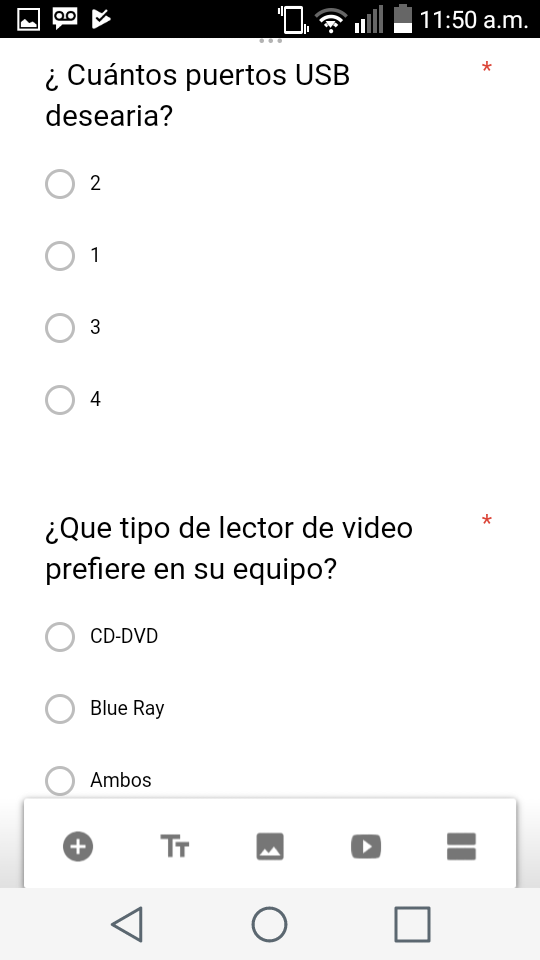 11:50 a.m.
¿ Cuántos puertos USB *
desearia?
2
1
3
4
¿Que tipo de lector de video *
prefiere en su equipo?
CD-DVD
Blue Ray
Ambos
Tт